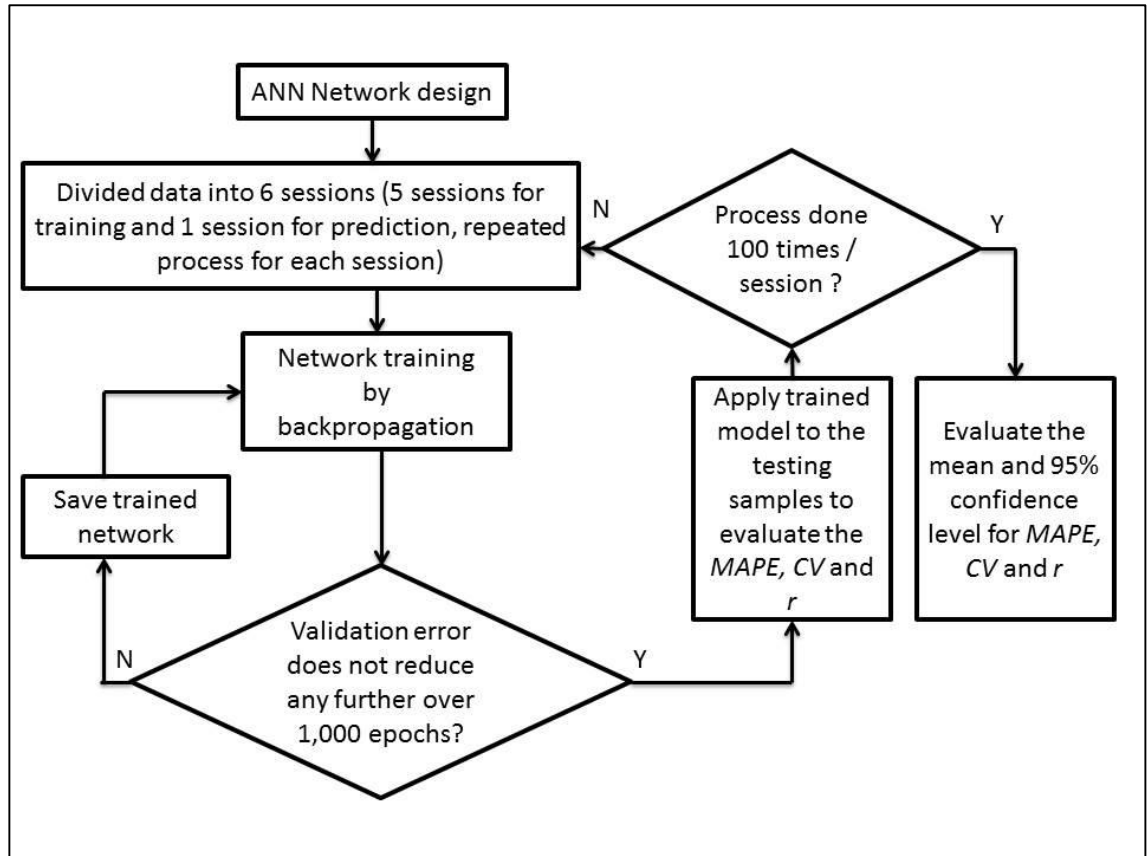 ANN Network design
Divided data into 6 sessions (5 sessions for
training and 1 session for prediction, repeated
process for each session)
Network training
by
backpropagation
Save trained
network
Validation error
does not reduce
any further over
1,000 epochs?
N
Y
Apply trained
model to the
testing
samples to
evaluate the
MAPE, CV and
r
Process done
100 times /
session ?
N
Y
Evaluate the
mean and 95%
confidence
level for MAPE,
CV and r